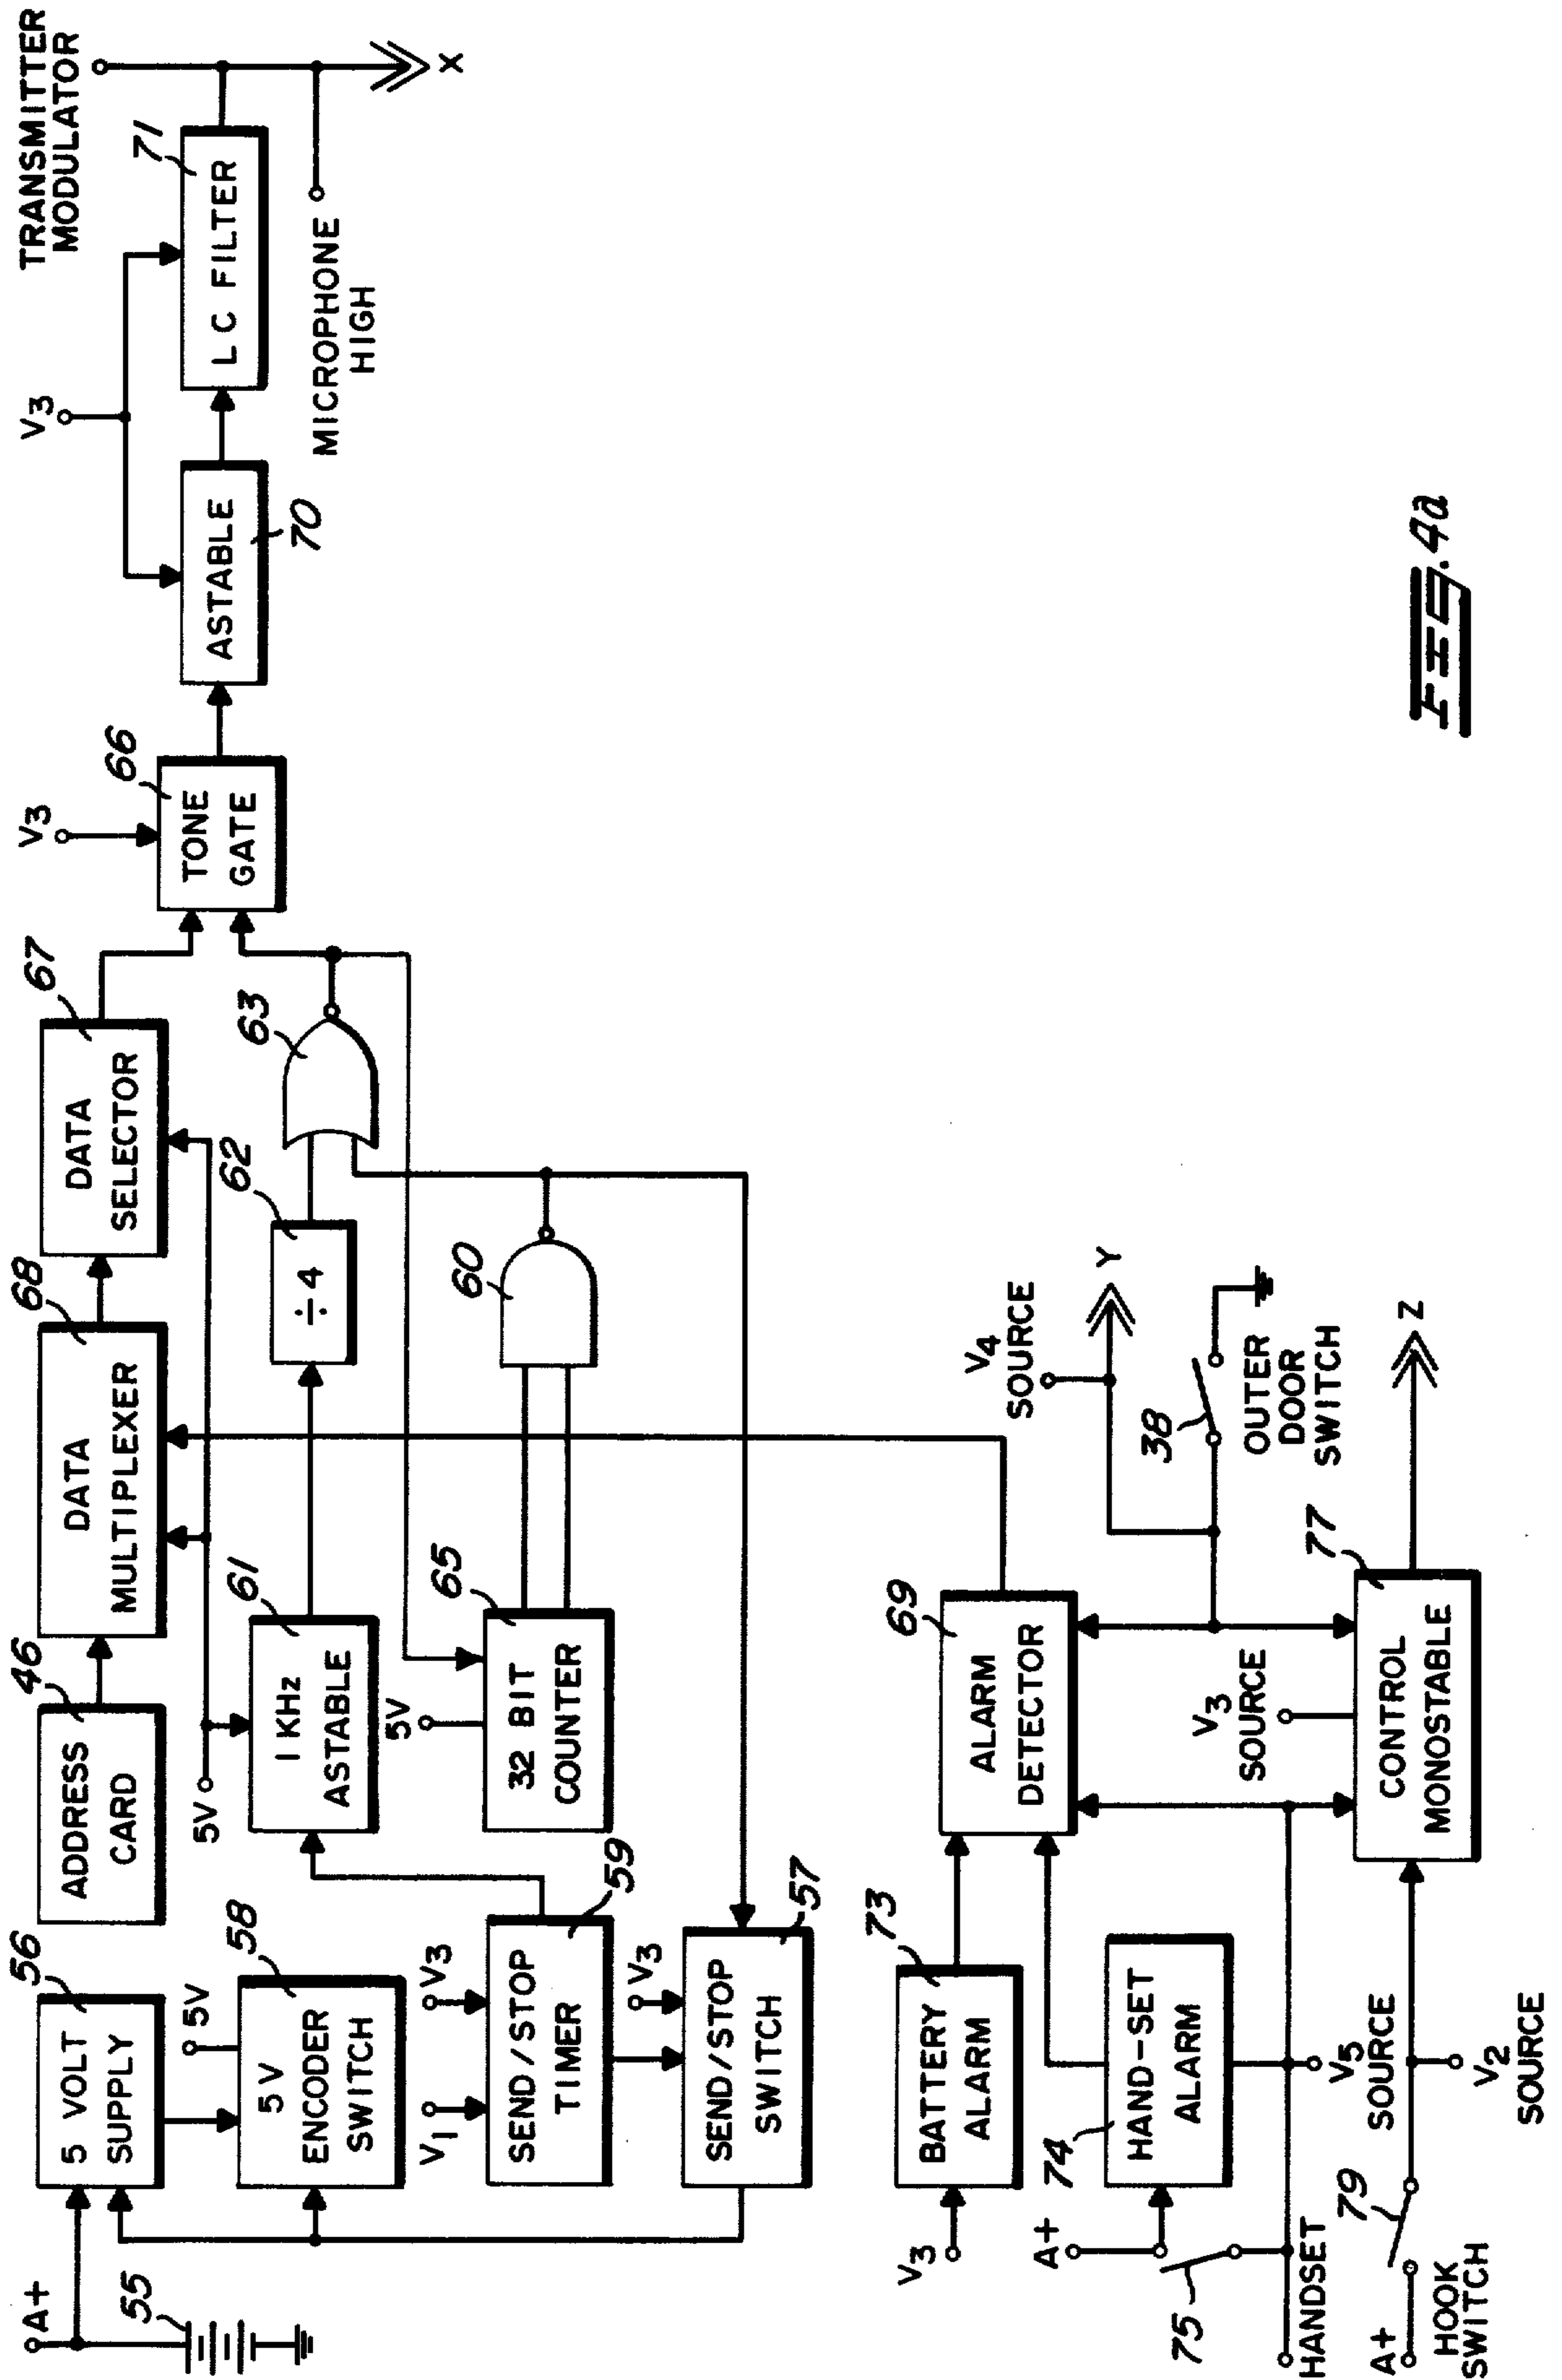 A+
55
56
5 VOLT
SUPPLY
5V
58
5V
ENCODER
SWITCH
V1
V3
SEND/STOP
TIMER
59
V3
SEND/STOP
SWITCH
57
46
ADDRESS
CARD
5V
61
1 KHz
ASTABLE
5V
65
32 BIT
COUNTER
68
DATA
MULTIPLEXER
62
÷4
60
67
DATA
SELECTOR
63
V3
66
TONE
GATE
V3
ASTABLE
70
71
LC FILTER
TRANSMITTER
MODULATOR
MICROPHONE
HIGH
X
V3
73
BATTERY
ALARM
A+
74
HAND-SET
ALARM
75
HANDSET
V5
SOURCE
A+
79
HOOK
SWITCH
V2
SOURCE
69
ALARM
DETECTOR
V3
SOURCE
77
CONTROL
MONOSTABLE
V4
SOURCE
Y
38
OUTER
DOOR
SWITCH
Z
FIG. 4a